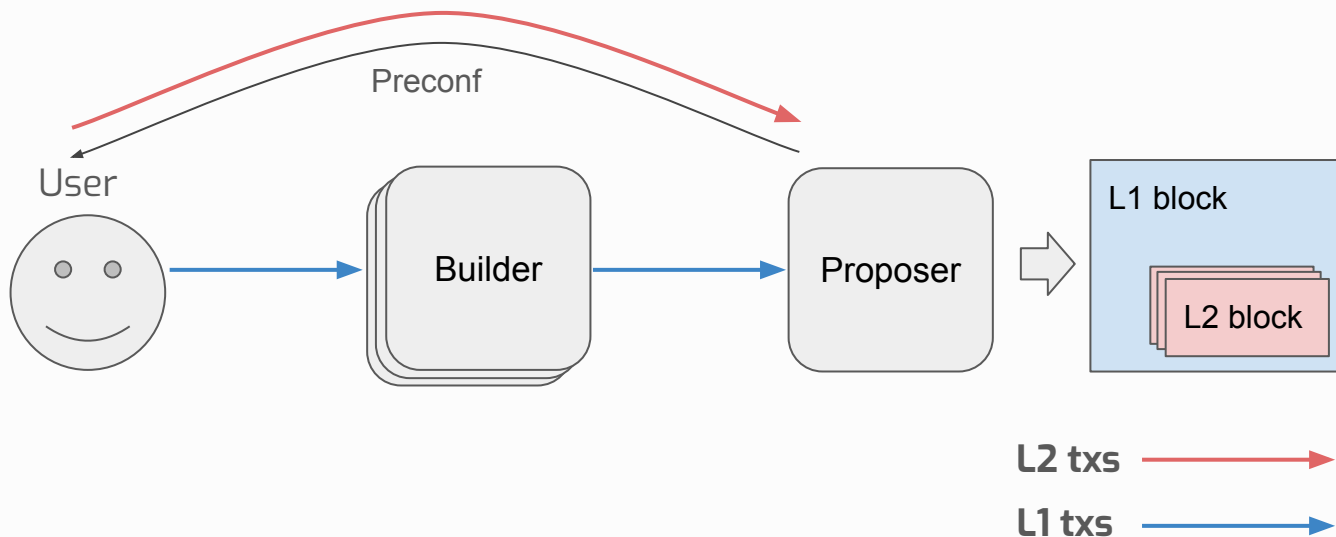 Preconf
User
Builder
Proposer
L1 block
L2 block
L2 txs
L1 txs